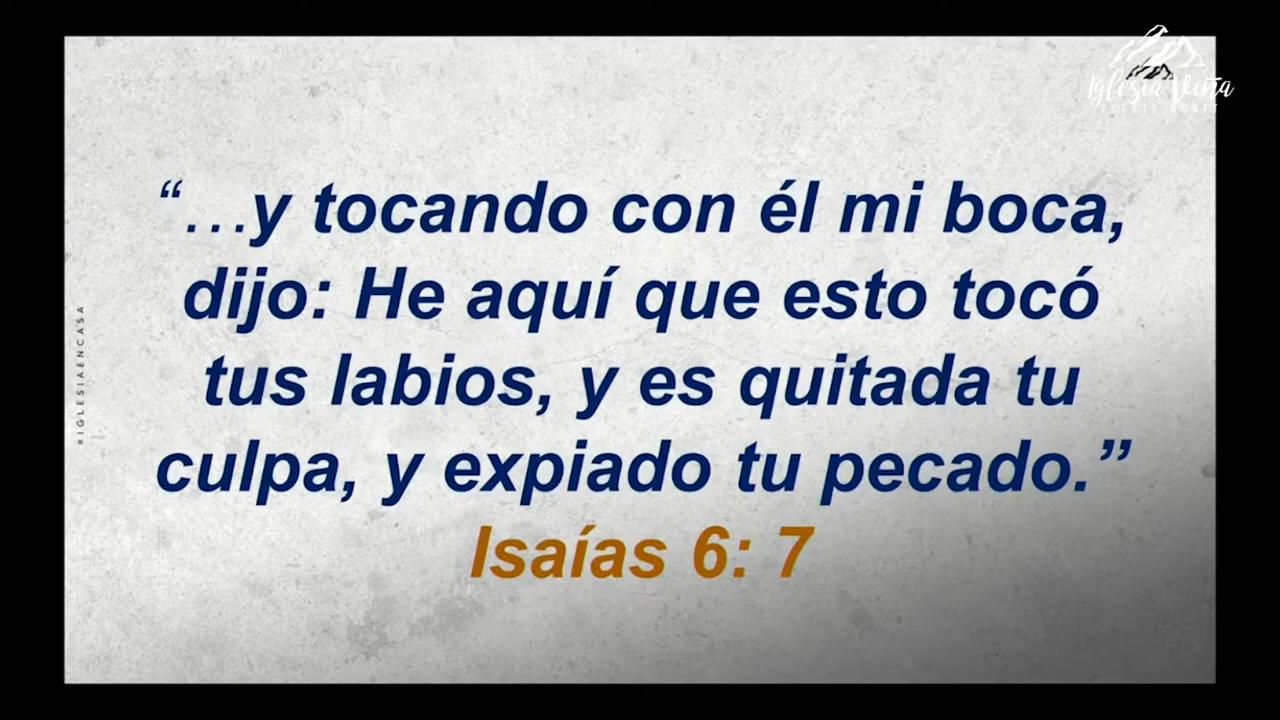 Iglesia Viña
“…y tocando con él mi boca,
dijo: He aquí que esto tocó
tus labios, y es quitada tu
culpa, y expiado tu pecado.”
Isaías 6: 7
#IGLESIAENCASA